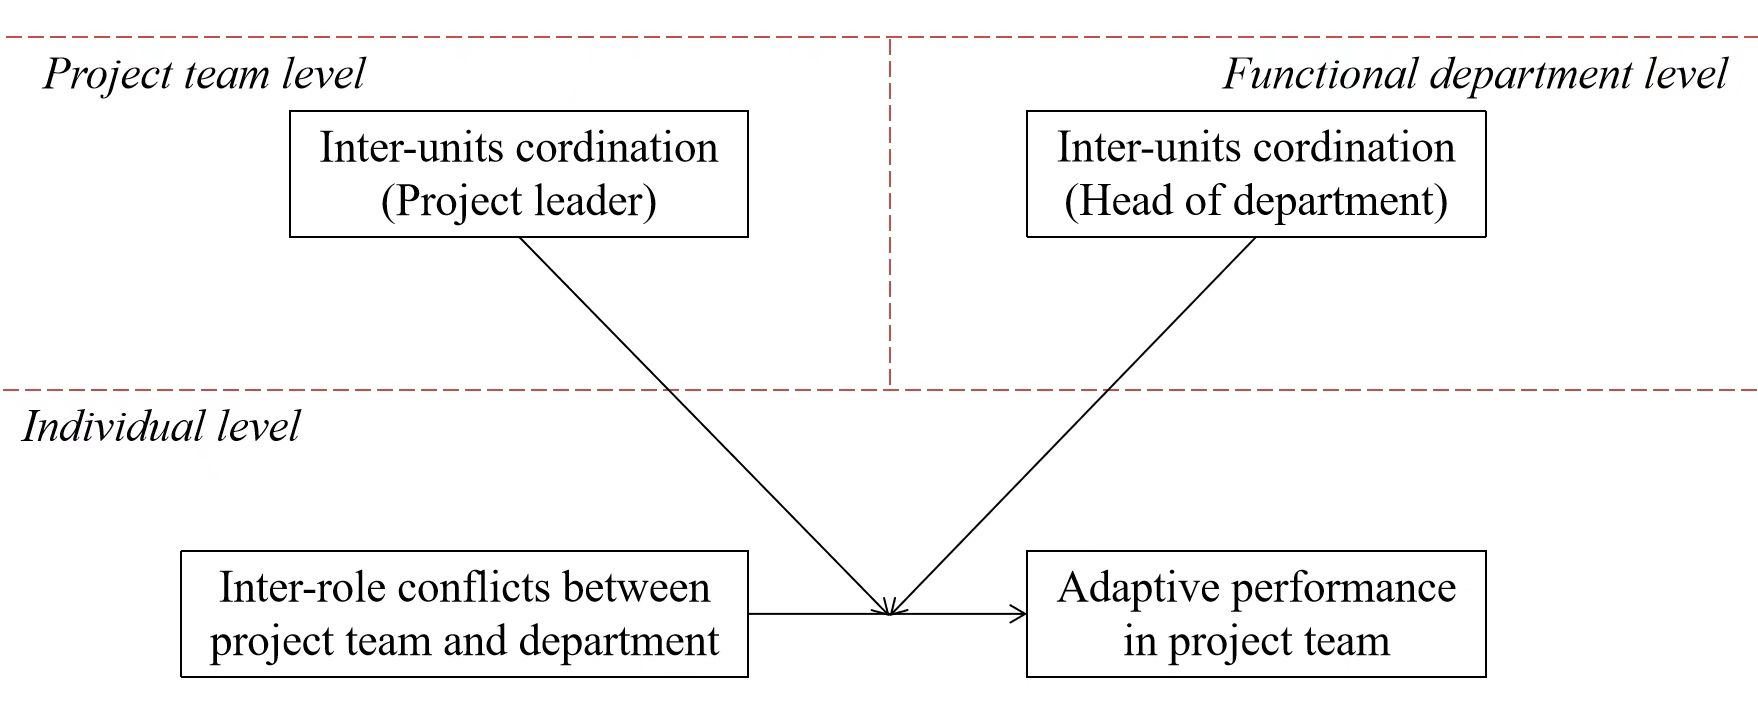 Project team level
Functional department level
Inter-units cordination
(Project leader)
Inter-units cordination
(Head of department)
Individual level
Inter-role conflicts between
project team and department
Adaptive performance
in project team